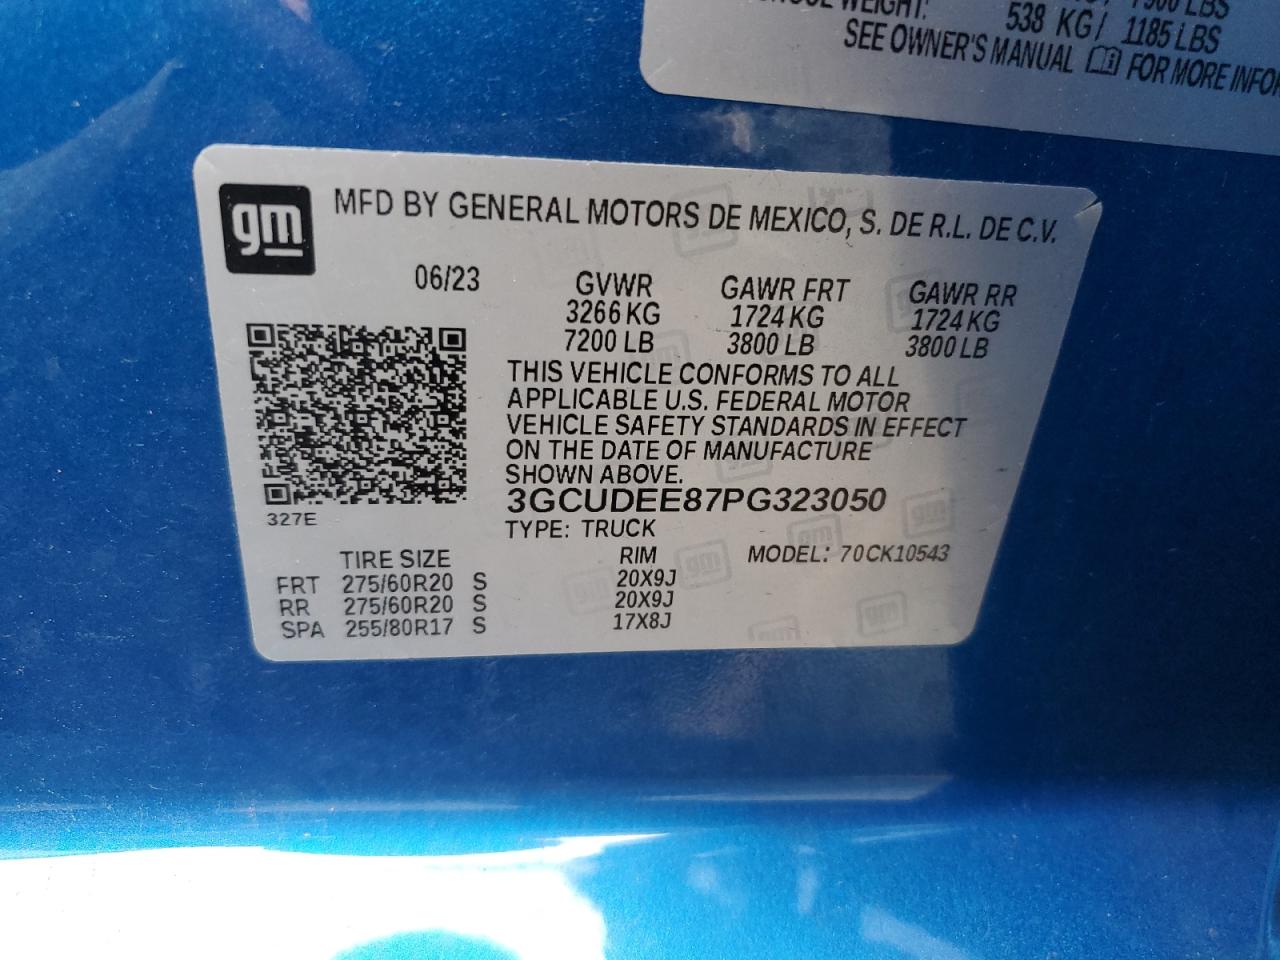 WEIGHT:
538 KG/ 1185 LBS
SEE OWNER'S MANUAL FOR MORE
gm
MFD BY GENERAL MOTORS DE MEXICO, S. DE R.L. DE C.V.
06/23 GVWR GAWR FRT GAWR RR
3266 KG 1724 KG 1724 KG
7200 LB 3800 LB 3800 LB
THIS VEHICLE CONFORMS TO ALL
APPLICABLE U.S. FEDERAL MOTOR
VEHICLE SAFETY STANDARDS IN EFFECT
ON THE DATE OF MANUFACTURE
SHOWN ABOVE.
3GCUDEE87PG323050
327E
TYPE: TRUCK
TIRE SIZE RIM MODEL: 70CK10543
FRT 275/60R20 S 20X9J
RR 275/60R20 S 20X9J
SPA 255/80R17 S 17X8J